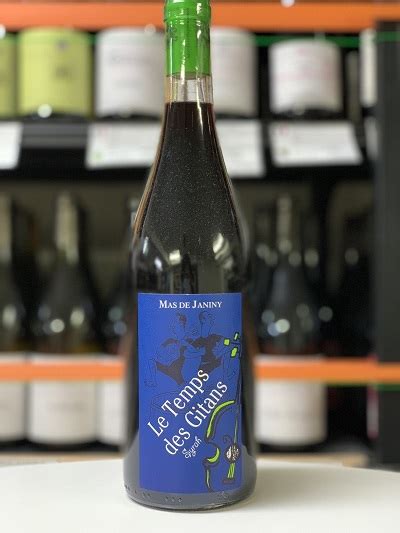 MAS DE JANINY
Le Temps
des Gitans
Syrah